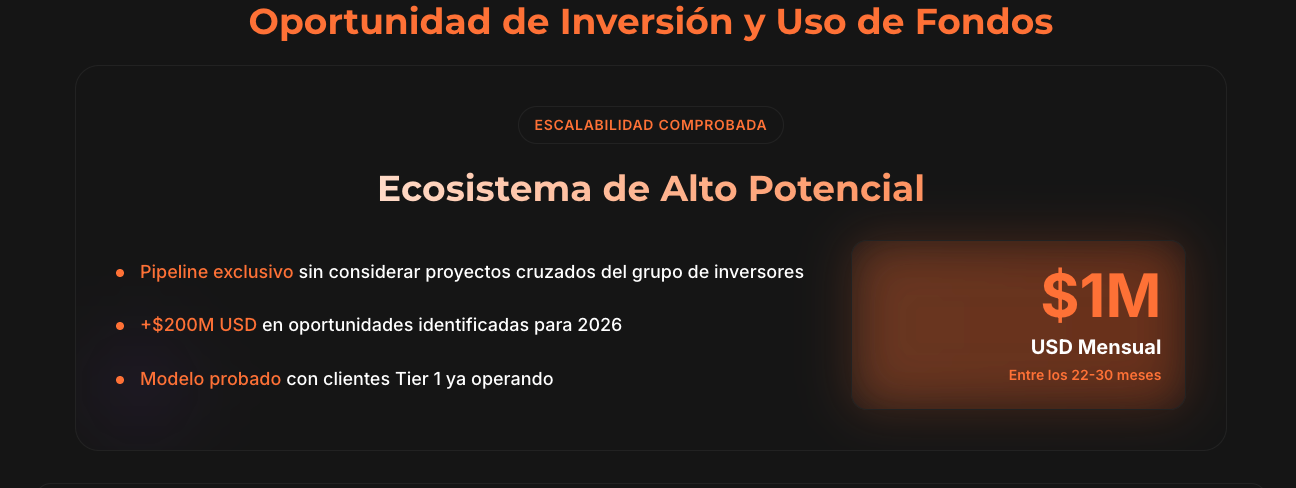 Oportunidad de Inversión y Uso de Fondos
ESCALABILIDAD COMPROBADA
Ecosistema de Alto Potencial
Pipeline exclusivo sin considerar proyectos cruzados del grupo de inversores
+$200M USD en oportunidades identificadas para 2026
Modelo probado con clientes Tier 1 ya operando
$1M
USD Mensual
Entre los 22-30 meses